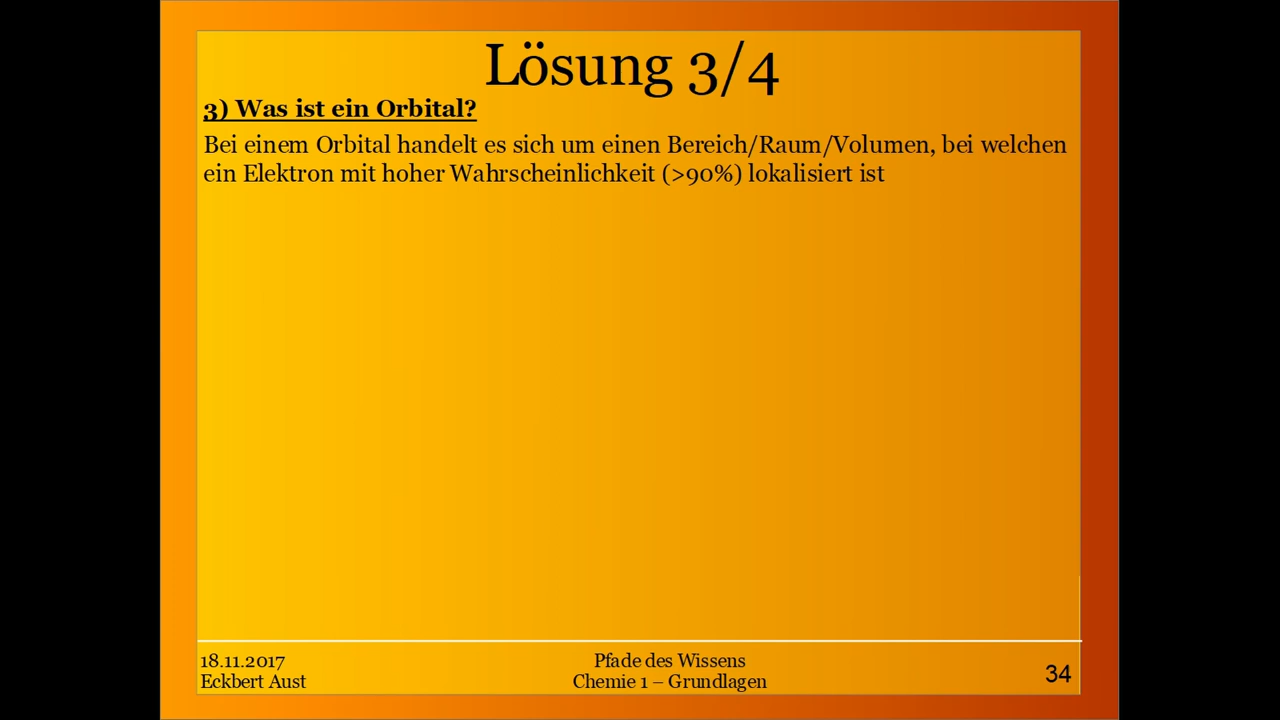 Lösung 3/4
3) Was ist ein Orbital?
Bei einem Orbital handelt es sich um einen Bereich/Raum/Volumen, bei welchen
ein Elektron mit hoher Wahrscheinlichkeit (>90%) lokalisiert ist
18.11.2017
Eckbert Aust
Pfade des Wissens
Chemie 1 – Grundlagen
34